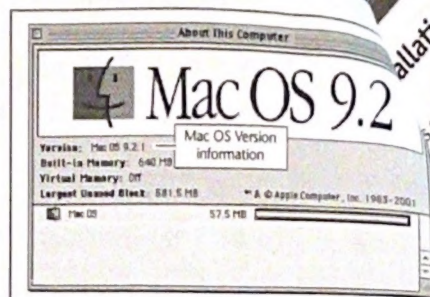 allati
About This Computer
Mac OS 9.2
Version: Mac OS 9.2.1
Mac OS Version
information
Built-in Memory: 640 MB
Virtual Memory: Off
Largest Unused Block: 581.5 MB
™ & © Apple Computer, Inc. 1983-2001
Mac OS 57.5 MB